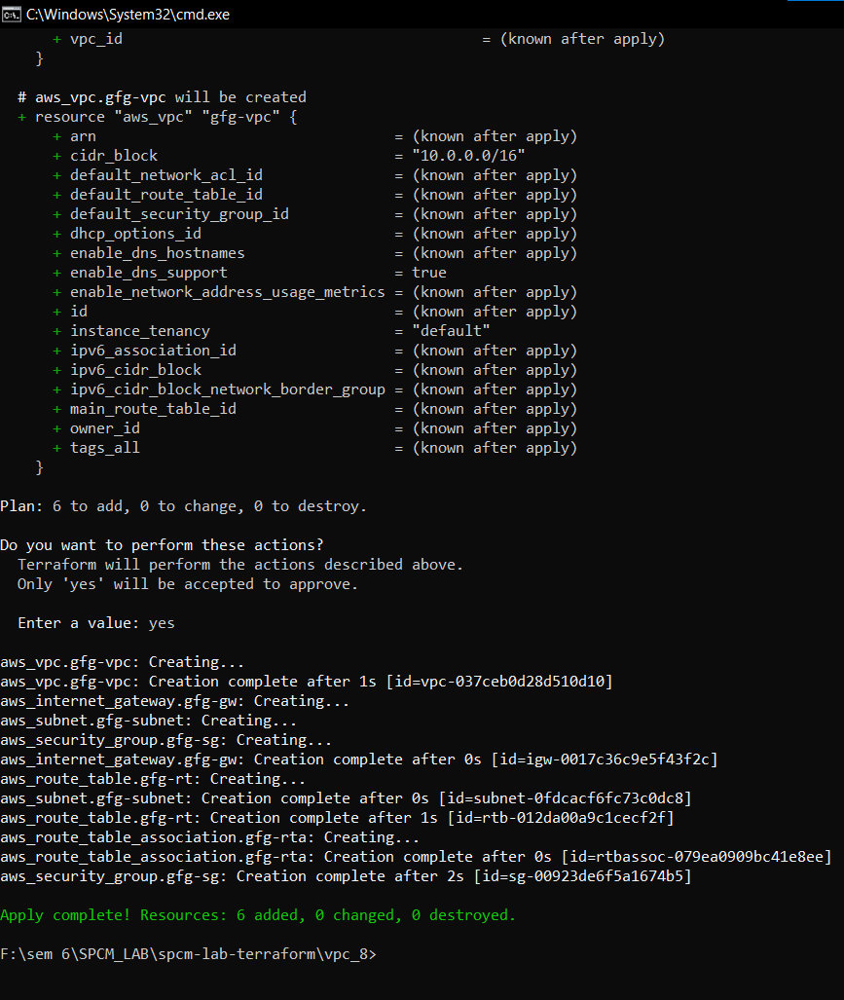 C:\Windows\System32\cmd.exe
+ vpc_id = (known after apply)
}
# aws_vpc.gfg-vpc will be created
+ resource "aws_vpc" "gfg-vpc" {
+ arn = (known after apply)
+ cidr_block = "10.0.0.0/16"
+ default_network_acl_id = (known after apply)
+ default_route_table_id = (known after apply)
+ default_security_group_id = (known after apply)
+ dhcp_options_id = (known after apply)
+ enable_dns_hostnames = (known after apply)
+ enable_dns_support = true
+ enable_network_address_usage_metrics = (known after apply)
+ id = (known after apply)
+ instance_tenancy = "default"
+ ipv6_association_id = (known after apply)
+ ipv6_cidr_block = (known after apply)
+ ipv6_cidr_block_network_border_group = (known after apply)
+ main_route_table_id = (known after apply)
+ owner_id = (known after apply)
+ tags_all = (known after apply)
}
Plan: 6 to add, 0 to change, 0 to destroy.
Do you want to perform these actions?
Terraform will perform the actions described above.
Only 'yes' will be accepted to approve.
Enter a value: yes
aws_vpc.gfg-vpc: Creating...
aws_vpc.gfg-vpc: Creation complete after 1s [id=vpc-037ceb0d28d510d10]
aws_internet_gateway.gfg-gw: Creating...
aws_subnet.gfg-subnet: Creating...
aws_security_group.gfg-sg: Creating...
aws_internet_gateway.gfg-gw: Creation complete after 0s [id=igw-0017c36c9e5f43f2c]
aws_route_table.gfg-rt: Creating...
aws_subnet.gfg-subnet: Creation complete after 0s [id=subnet-0fdcacf6fc73c0dc8]
aws_route_table.gfg-rt: Creation complete after 1s [id=rtb-012da00a9c1cecf2f]
aws_route_table_association.gfg-rta: Creating...
aws_route_table_association.gfg-rta: Creation complete after 0s [id=rtbassoc-079ea0909bc41e8ee]
aws_security_group.gfg-sg: Creation complete after 2s [id=sg-00923de6f5a1674b5]
Apply complete! Resources: 6 added, 0 changed, 0 destroyed.
F:\sem 6\SPCM_LAB\spcm-lab-terraform\vpc_8>